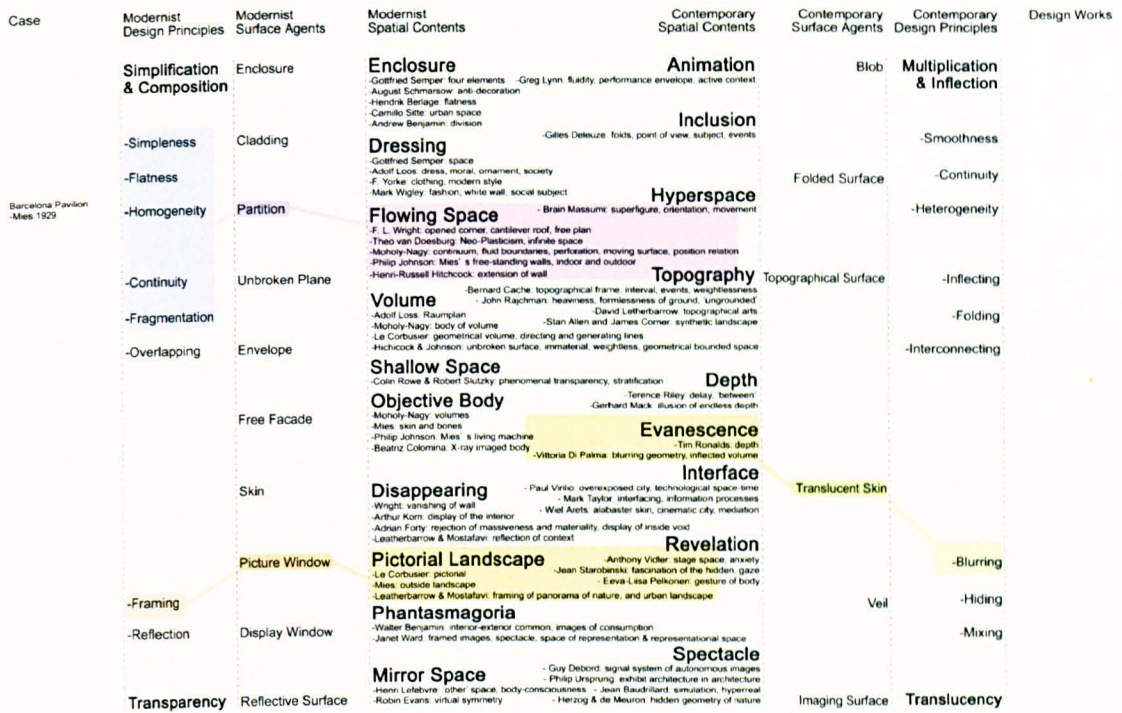 Case
Modernist
Design Principles
Modernist
Surface Agents
Modernist
Spatial Contents
Contemporary
Spatial Contents
Contemporary
Surface Agents
Contemporary
Design Principles
Design Works
Simplification
& Composition
-Simpleness
-Flatness
-Homogeneity
-Continuity
-Fragmentation
-Overlapping
-Framing
-Reflection
Transparency
Barcelona Pavilion
-Mies 1929
Enclosure
Cladding
Partition
Unbroken Plane
Envelope
Free Facade
Skin
Picture Window
Display Window
Reflective Surface
Enclosure
-Gottfried Semper: four elements
-August Schmarsow: anti-decoration
-Hendrik Berlage: flatness
-Camillo Sitte: urban space
-Andrew Benjamin: division
Dressing
-Gottfried Semper: space
-Adolf Loos: dress, moral, ornament, society
-F. Yorke: clothing, modern style
-Mark Wigley: fashion, white wall, social subject
Flowing Space
-F. L. Wright: opened corner, cantilever roof, free plan
-Theo van Doesburg: Neo-Plasticism, infinite space
-Moholy-Nagy: continuum, fluid boundaries, perforation, moving surface, position relation
-Philip Johnson: Mies' s free-standing walls, indoor and outdoor
-Henri-Russell Hitchcock: extension of wall
Volume
-Adolf Loss: Raumplan
-Moholy-Nagy: body of volume
-Le Corbusier: geometrical volume, directing and generating lines
-Hichicock & Johnson: unbroken surface, immaterial, weightless, geometrical bounded space
Shallow Space
-Colin Rowe & Robert Slutzky: phenomenal transparency, stratification
Objective Body
-Moholy-Nagy: volumes
-Mies: skin and bones
-Philip Johnson: Mies' s living machine
-Beatriz Colomina: X-ray imaged body
Disappearing
-Wright: vanishing of wall
-Arthur Korn: display of the interior
-Adrian Forty: rejection of massiveness and materiality, display of inside void
-Leatherbarrow & Mostafavi: reflection of context
Pictorial Landscape
-Le Corbusier: pictorial
-Mies: outside landscape
-Leatherbarrow & Mostafavi: framing of panorama of nature, and urban landscape
Phantasmagoria
-Walter Benjamin: interior-exterior common, images of consumption
-Janet Ward: framed images, spectacle, space of representation & representational space
Mirror Space
-Henri Lefebvre: 'other' space, body-consciousness
-Robin Evans: virtual symmetry
Animation
-Greg Lynn: fluidity, performance envelope, active context
Inclusion
-Gilles Deleuze: folds, point of view, subject, events
Hyperspace
- Brain Massumi: superfigure, orientation, movement
Topography
-Bernard Cache: topographical frame, interval, events, weightlessness
- John Rajchman: heaviness, formlessness of ground, 'ungrounded'
-David Letherbarrow: topographical arts
-Stan Allen and James Corner: synthetic landscape
Depth
-Terence Riley: delay, 'between'
-Gerhard Mack: illusion of endless depth
Evanescence
-Tim Ronalds: depth
-Vittoria Di Palma: blurring geometry, inflected volume
Interface
- Paul Virilio: overexposed city, technological space-time
- Mark Taylor: interfacing, information processes
- Wiel Arets: alabaster skin, cinematic city, mediation
Revelation
-Anthony Vidler: stage space, anxiety
-Jean Starobinski: fascination of the hidden, gaze
- Eeva-Liisa Pelkonen: gesture of body
Spectacle
- Guy Debord: signal system of autonomous images
- Philip Ursprung: exhibit architecture in architecture
- Jean Baudrillard: simulation, hyperreal
- Herzog & de Meuron: hidden geometry of nature
Blob
Folded Surface
Topographical Surface
Translucent Skin
Veil
Imaging Surface
Multiplication
& Inflection
-Smoothness
-Continuity
-Heterogeneity
-Inflecting
-Folding
-Interconnecting
-Blurring
-Hiding
-Mixing
Translucency